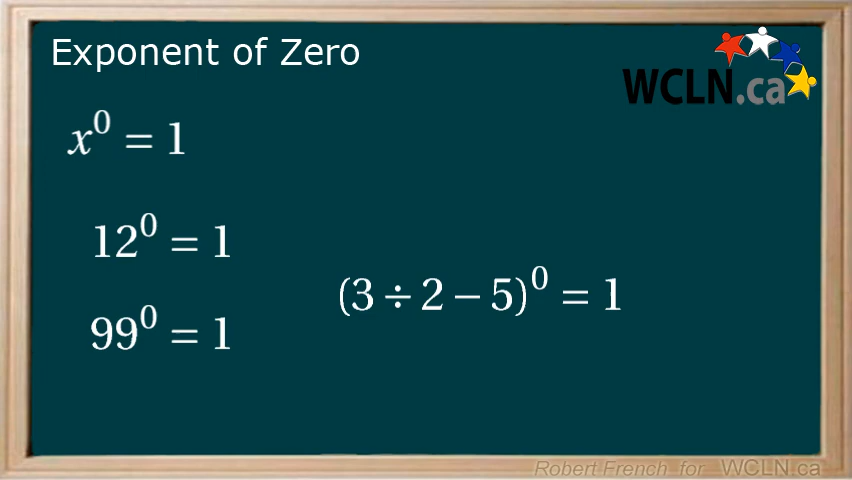 Exponent of Zero
WCLN.ca
x⁰ = 1
12⁰ = 1
(3 ÷ 2 − 5)⁰ = 1
99⁰ = 1
Robert French for WCLN.ca